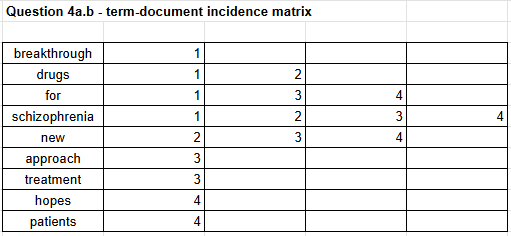 Question 4a.b - term-document incidence matrix
breakthrough 1
drugs 1 2
for 1 3 4
schizophrenia 1 2 3 4
new 2 3 4
approach 3
treatment 3
hopes 4
patients 4